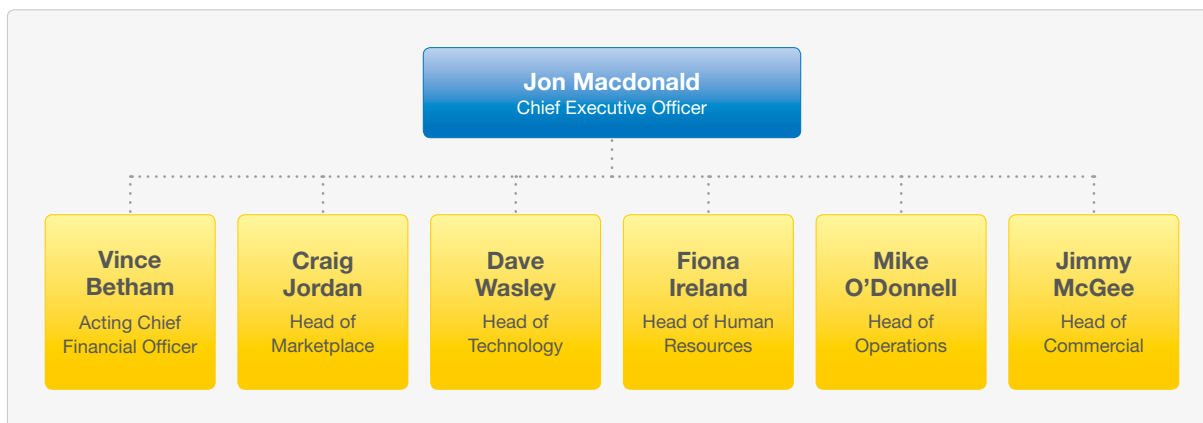 Jon Macdonald
Chief Executive Officer
Vince
Betham
Acting Chief
Financial Officer
Craig
Jordan
Head of
Marketplace
Dave
Wasley
Head of
Technology
Fiona
Ireland
Head of Human
Resources
Mike
O’Donnell
Head of
Operations
Jimmy
McGee
Head of
Commercial